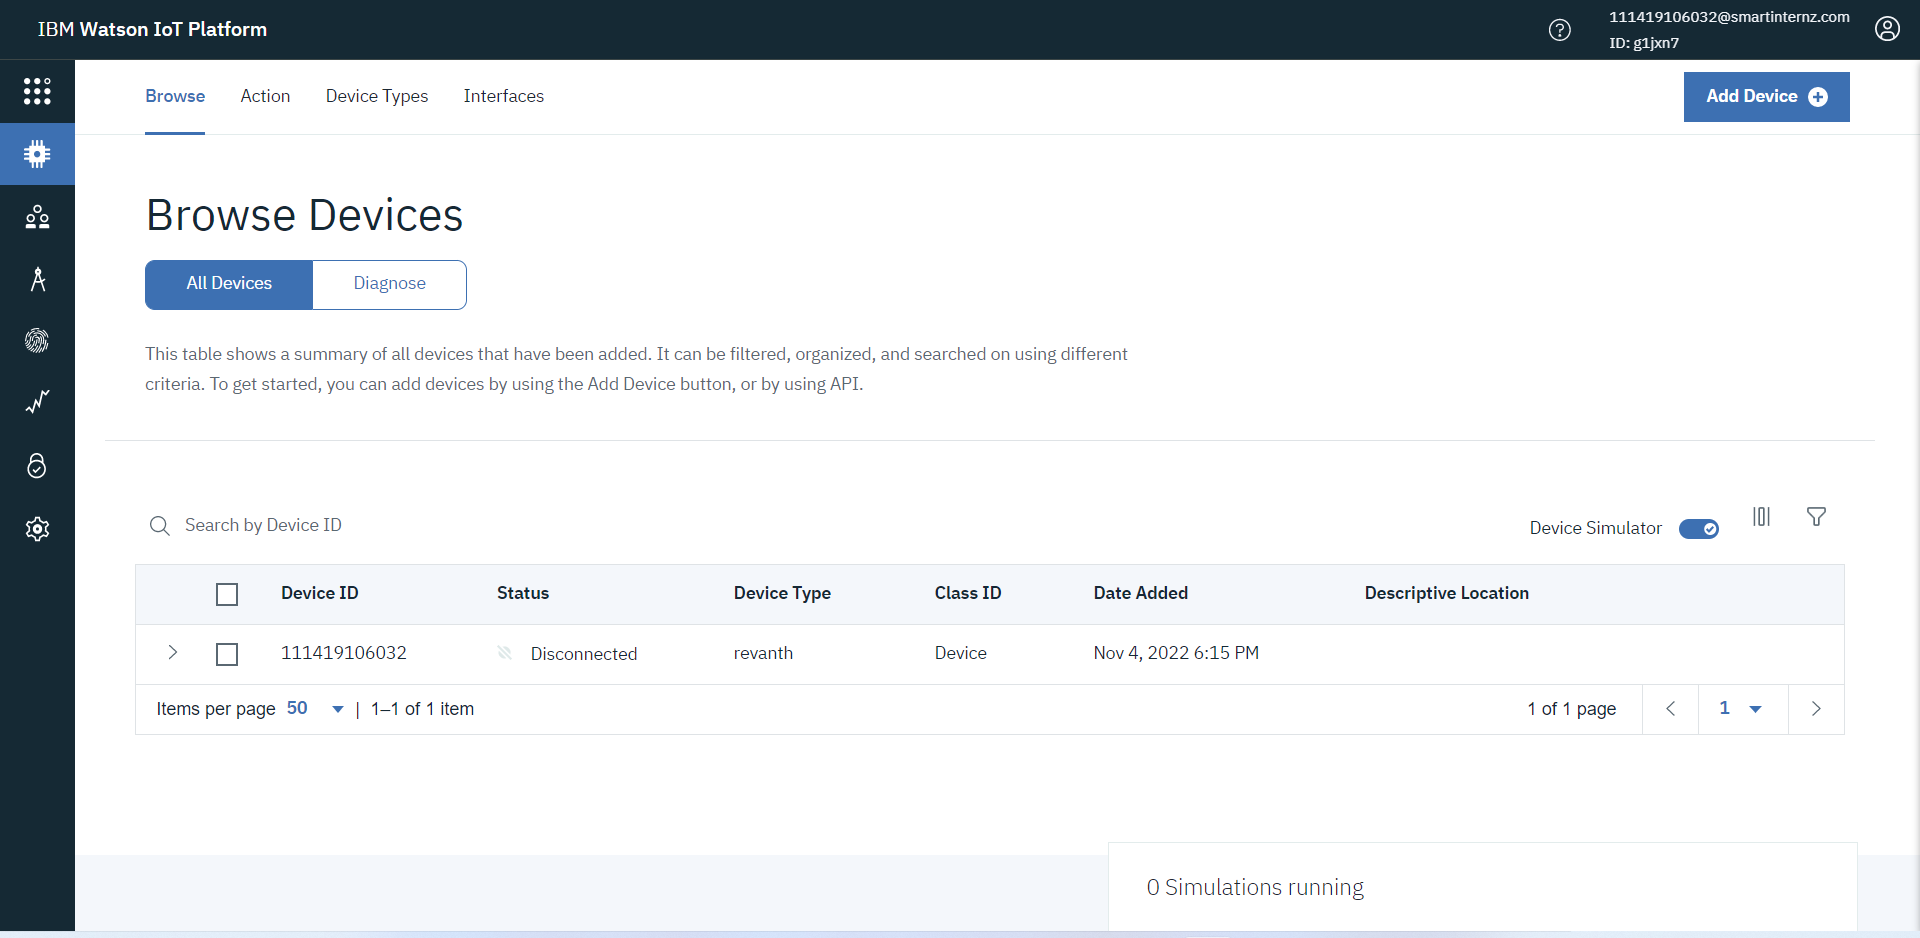 IBM Watson IoT Platform
111419106032@smartinternz.com
ID: g1jxn7
Browse Action Device Types Interfaces
Add Device
Browse Devices
All Devices Diagnose
This table shows a summary of all devices that have been added. It can be filtered, organized, and searched on using different
criteria. To get started, you can add devices by using the Add Device button, or by using API.
Search by Device ID
Device Simulator
Device ID Status Device Type Class ID Date Added Descriptive Location
111419106032 Disconnected revanth Device Nov 4, 2022 6:15 PM
Items per page 50 | 1–1 of 1 item 1 of 1 page 1
0 Simulations running